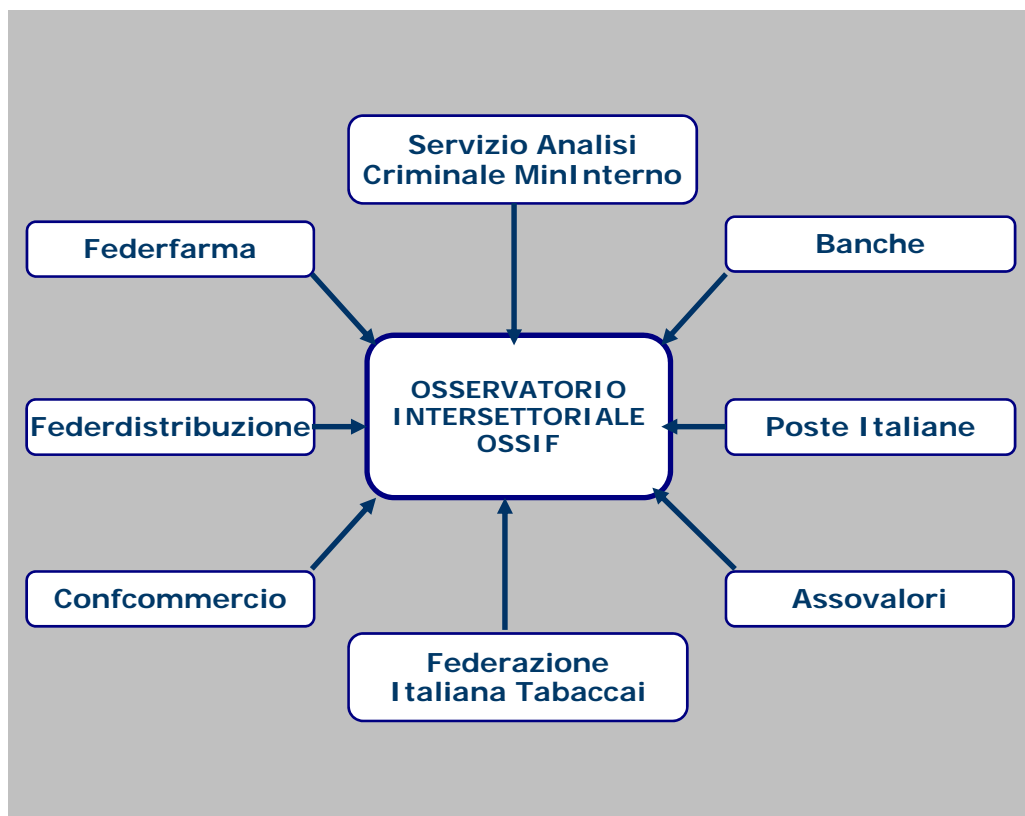 Servizio Analisi
Criminale MinInterno
Federfarma
Banche
OSSERVATORIO
INTERSETTORIALE
OSSIF
Federdistribuzione
Poste Italiane
Confcommercio
Assovalori
Federazione
Italiana Tabaccai